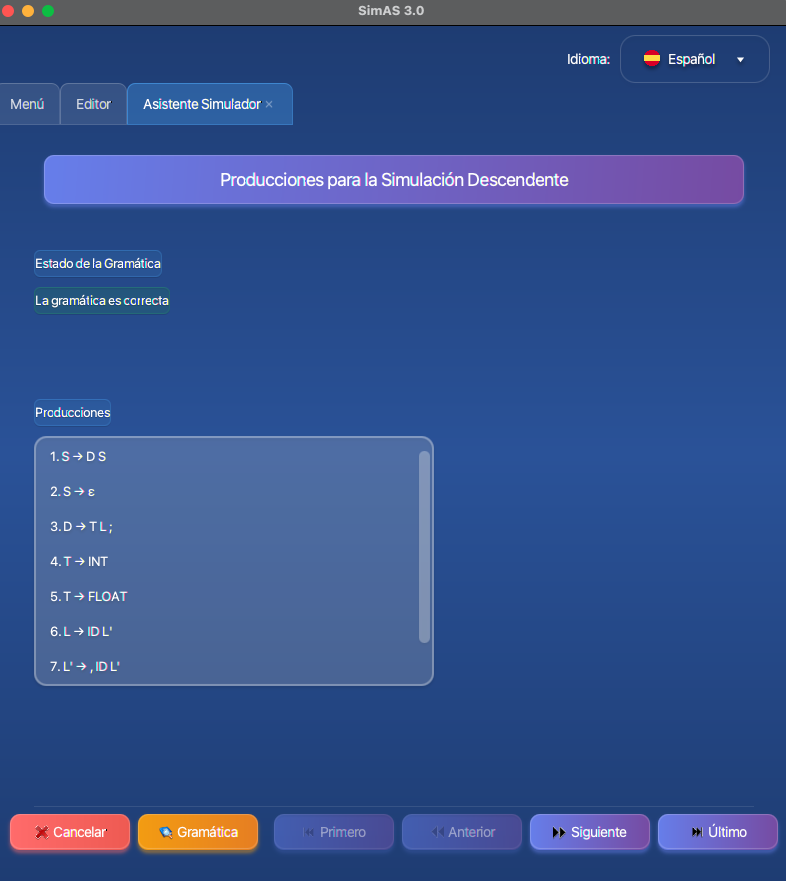 SimAS 3.0
Idioma: Español
Menú Editor Asistente Simulador ×
Producciones para la Simulación Descendente
Estado de la Gramática
La gramática es correcta
Producciones
1. S → D S
2. S → ε
3. D → T L ;
4. T → INT
5. T → FLOAT
6. L → ID L'
7. L' → , ID L'
Cancelar Gramática Primero Anterior Siguiente Último